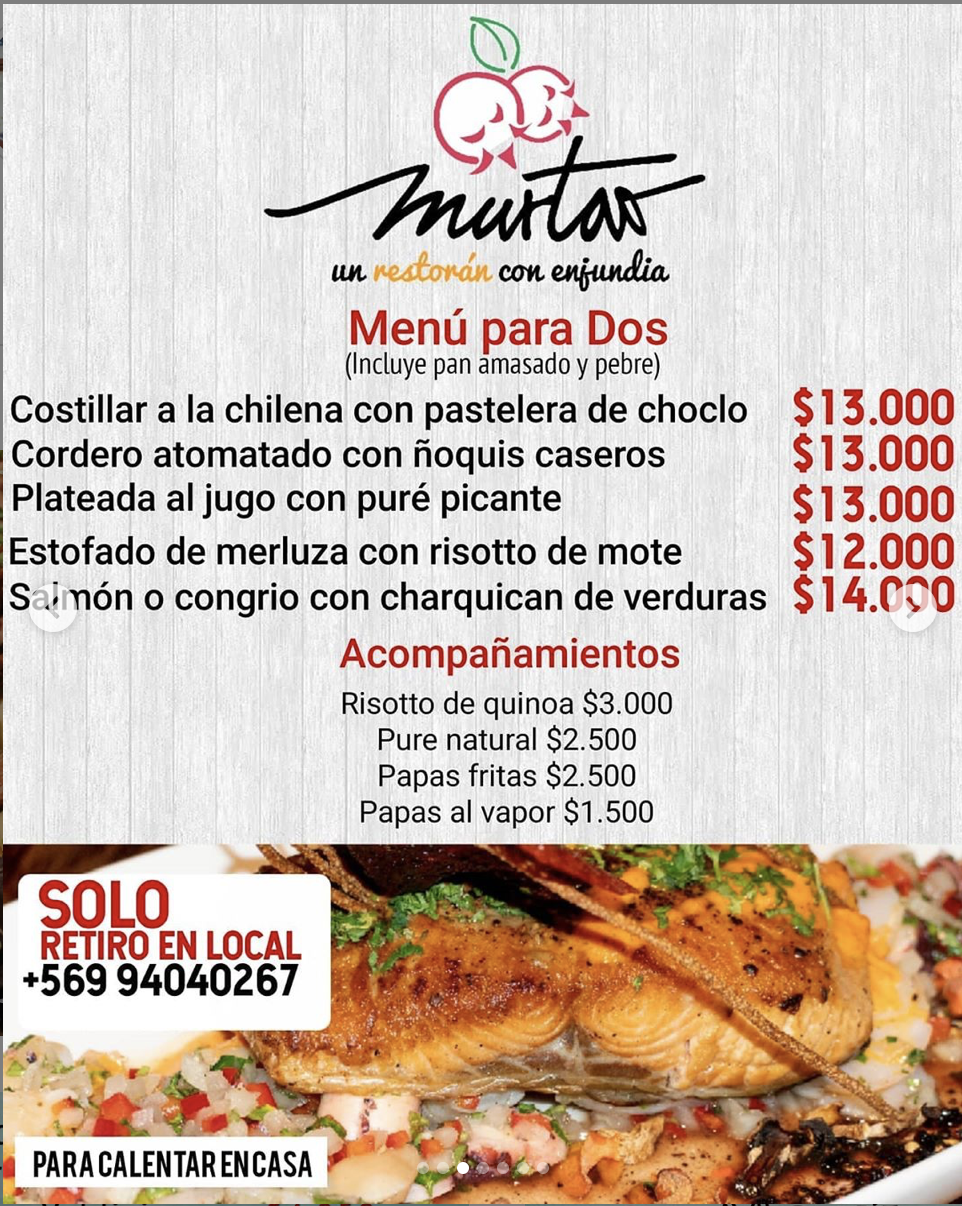 murtao
un restorán con enjundia
Menú para Dos
(Incluye pan amasado y pebre)
Costillar a la chilena con pastelera de choclo $13.000
Cordero atomatado con ñoquis caseros $13.000
Plateada al jugo con puré picante $13.000
Estofado de merluza con risotto de mote $12.000
Salmón o congrio con charquican de verduras $14.000
Acompañamientos
Risotto de quinoa $3.000
Pure natural $2.500
Papas fritas $2.500
Papas al vapor $1.500
SOLO
RETIRO EN LOCAL
+569 94040267
PARA CALENTAR EN CASA